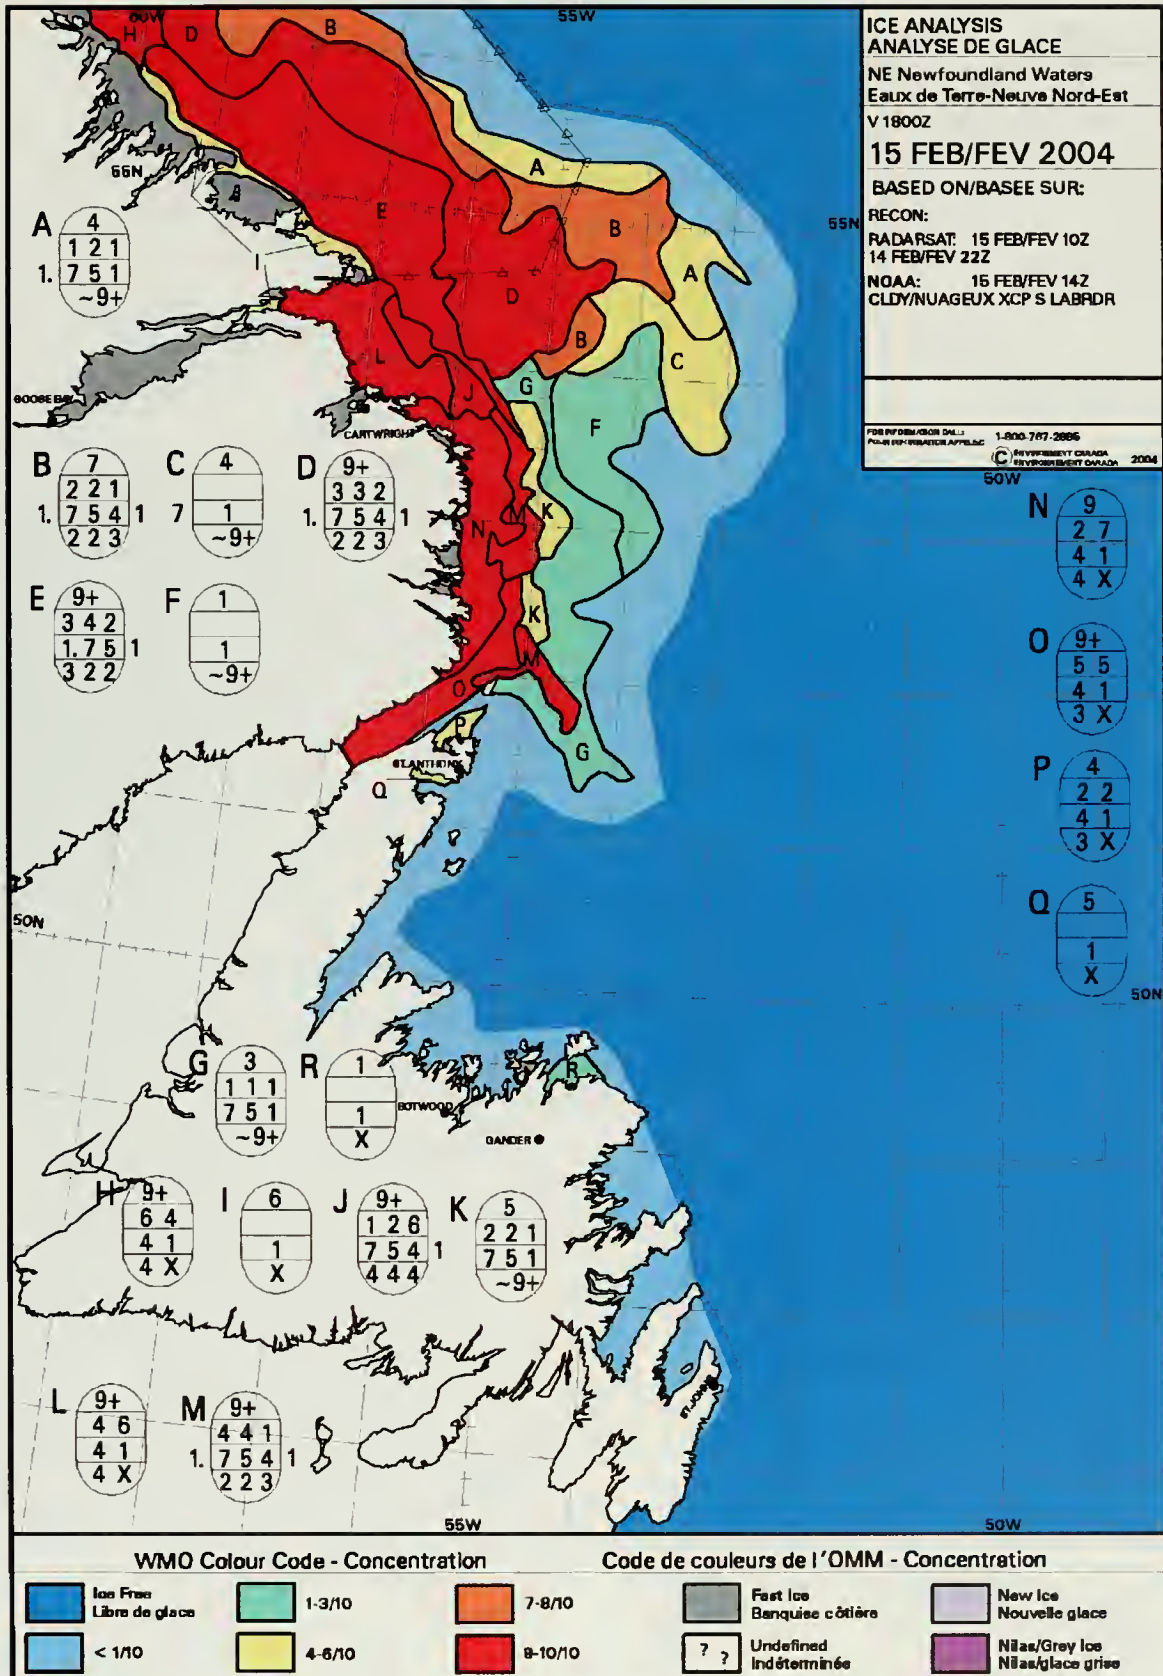 ICE ANALYSIS
ANALYSE DE GLACE
NE Newfoundland Waters
Eaux de Terre-Neuve Nord-Est
V 1800Z
15 FEB/FEV 2004
BASED ON/BASEE SUR:
RECON:
RADARSAT: 15 FEB/FEV 10Z
14 FEB/FEV 22Z
NOAA: 15 FEB/FEV 14Z
CLDY/NUAGEUX XCP S LABRDR
1-800-767-2885
© ENVIRONMENT CANADA
ENVIRONNEMENT CANADA 2004
60W
55W
H
D
B
A
55N
55N
B
E
B
A
I
D
B
C
L
J
G
F
GOOSE BAY
CARTWRIGHT
M
K
N
K
M
O
P
G
ST.ANTHONY
Q
50W
50N
50N
R
BOTWOOD
GANDER
ST.JOHN'S
55W
50W
A
4
1 2 1
1. 7 5 1
~9+
B
7
2 2 1
1. 7 5 4 1
2 2 3
C
4
7 1
~9+
D
9+
3 3 2
1. 7 5 4 1
2 2 3
E
9+
3 4 2
1. 7 5 1
3 2 2
F
1
1
~9+
N
9
2 7
4 1
4 X
O
9+
5 5
4 1
3 X
P
4
2 2
4 1
3 X
Q
5
1
X
G
3
1 1 1
7 5 1
~9+
R
1
1
X
H
9+
6 4
4 1
4 X
I
6
1
X
J
9+
1 2 6
7 5 4 1
4 4 4
K
5
2 2 1
7 5 1
~9+
L
9+
4 6
4 1
4 X
M
9+
4 4 1
1. 7 5 4 1
2 2 3
WMO Colour Code - Concentration
Code de couleurs de l'OMM - Concentration
Ice Free
Libre de glace
1-3/10
7-8/10
Fast Ice
Banquise côtière
New Ice
Nouvelle glace
< 1/10
4-6/10
9-10/10
? ?
Undefined
Indéterminée
Nilas/Grey Ice
Nilas/glace grise